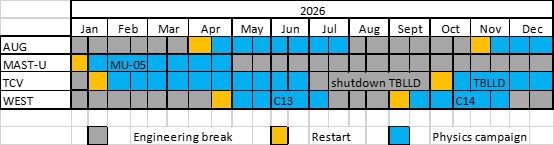 2026
Jan Feb Mar Apr May Jun Jul Aug Sept Oct Nov Dec
AUG
MAST-U MU-05
TCV shutdown TBLLD TBLLD
WEST C13 C14
Engineering break Restart Physics campaign